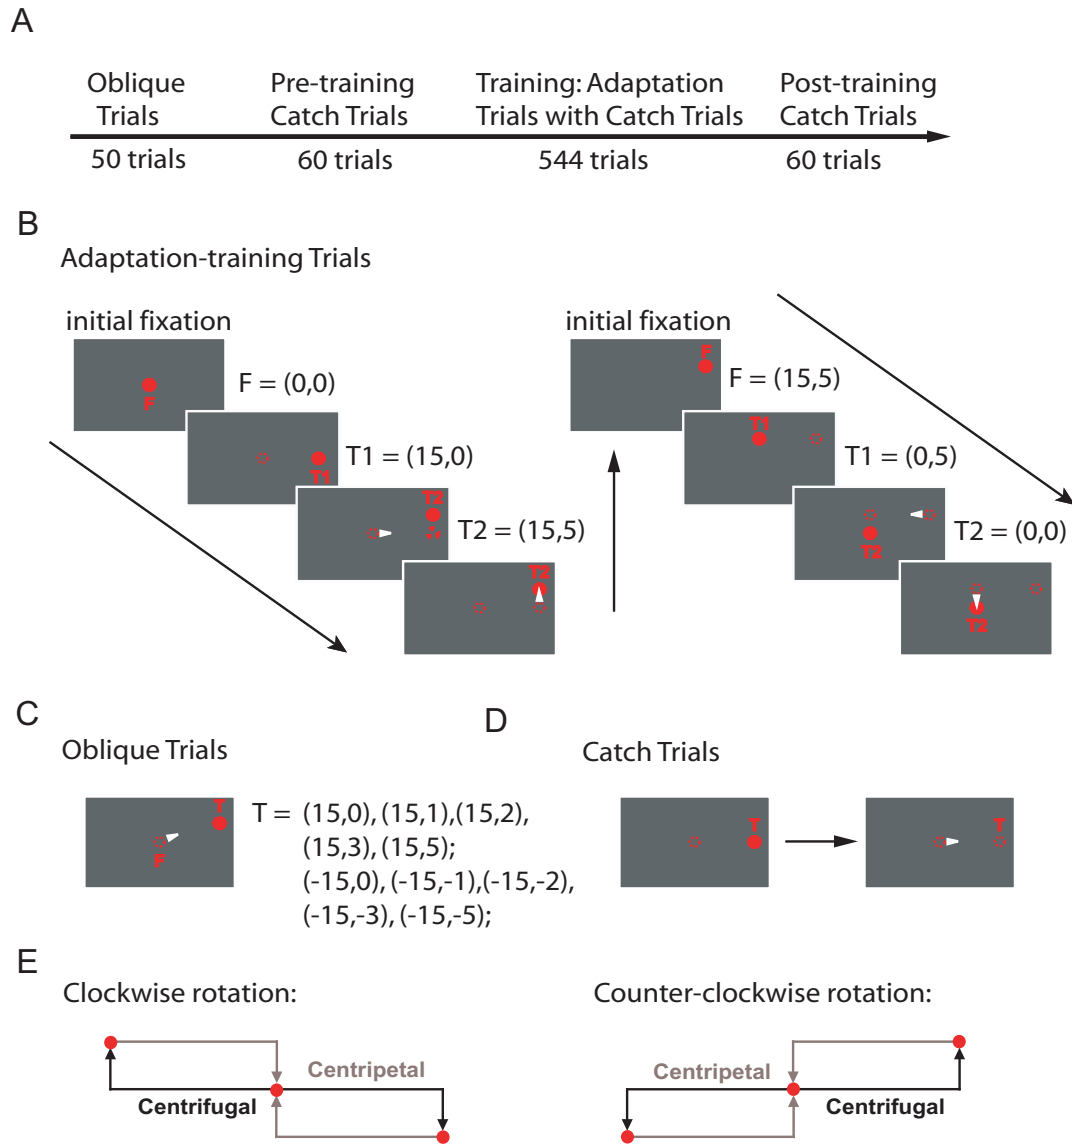 A
Oblique
Trials
Pre-training
Catch Trials
Training: Adaptation
Trials with Catch Trials
Post-training
Catch Trials
50 trials
60 trials
544 trials
60 trials
B
Adaptation-training Trials
initial fixation
F
F = (0,0)
T1
T1 = (15,0)
T2
T2 = (15,5)
T2
initial fixation
F
F = (15,5)
T1
T1 = (0,5)
T2
T2 = (0,0)
T2
C
Oblique Trials
T
F
T = (15,0), (15,1),(15,2),
(15,3), (15,5);
(-15,0), (-15,-1),(-15,-2),
(-15,-3), (-15,-5);
D
Catch Trials
T
T
E
Clockwise rotation:
Centripetal
Centrifugal
Counter-clockwise rotation:
Centripetal
Centrifugal